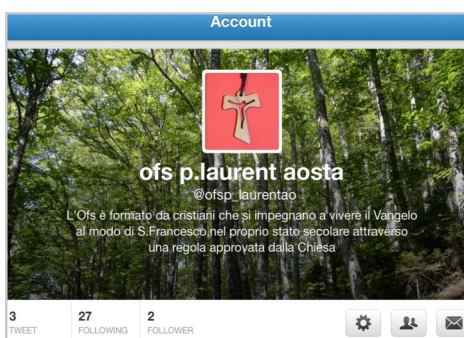 Account
ofs p.laurent aosta
@ofsp_laurentao
L'Ofs è formato da cristiani che si impegnano a vivere il Vangelo
al modo di S.Francesco,nel proprio stato secolare attraverso
una regola approvata dalla Chiesa
3 27 2
TWEET FOLLOWING FOLLOWER